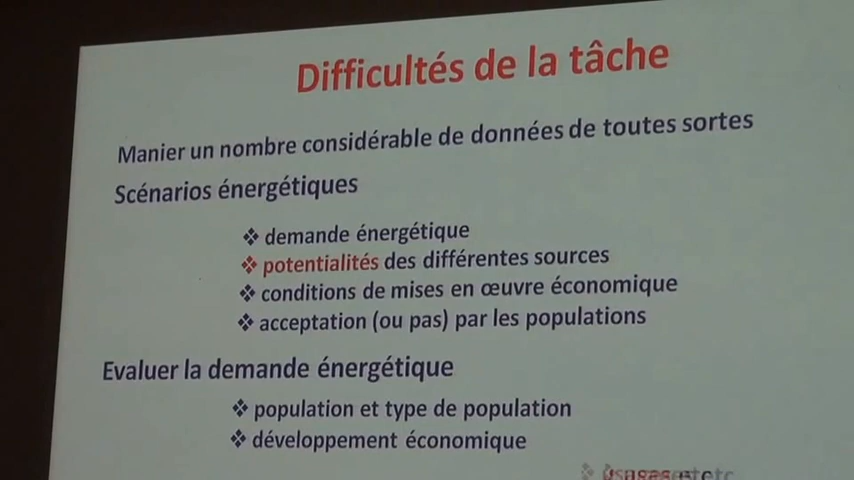 Difficultés de la tâche
Manier un nombre considérable de données de toutes sortes
Scénarios énergétiques
❖ demande énergétique
❖ potentialités des différentes sources
❖ conditions de mises en œuvre économique
❖ acceptation (ou pas) par les populations
Evaluer la demande énergétique
❖ population et type de population
❖ développement économique